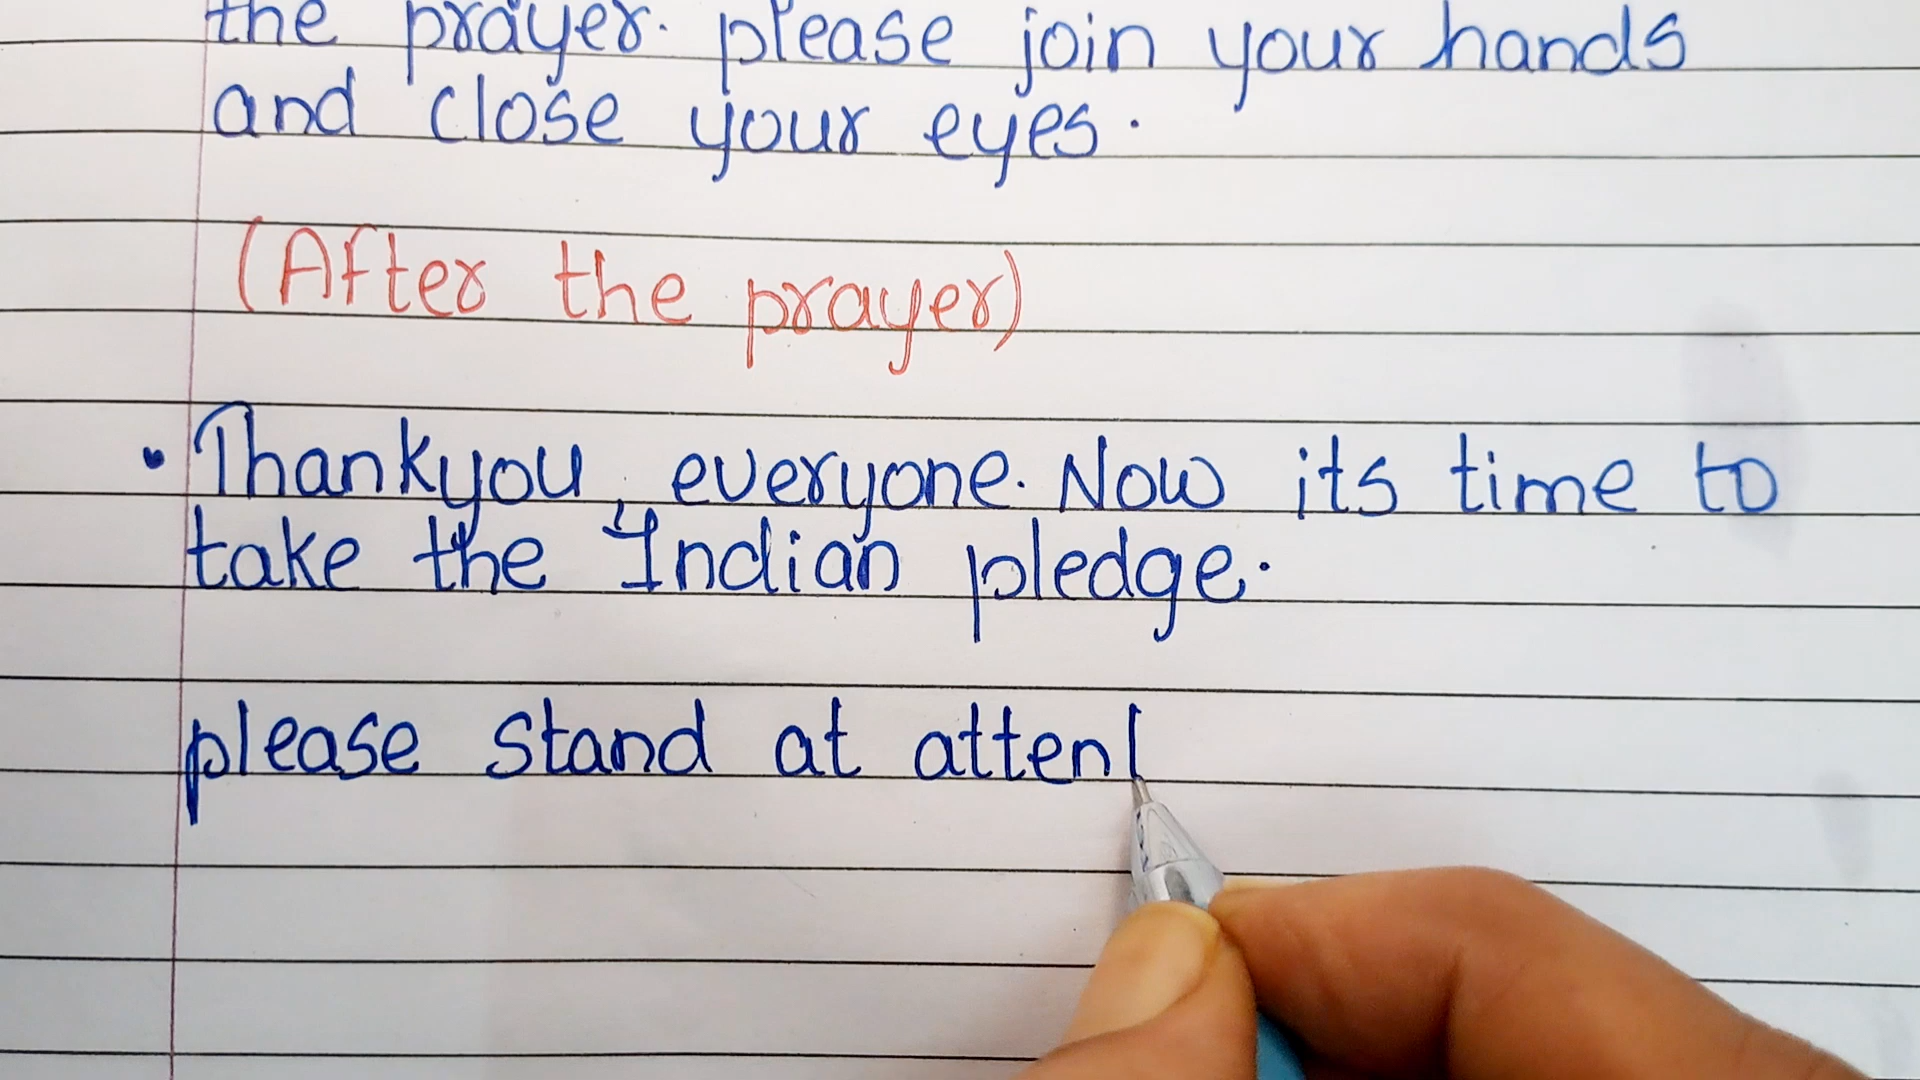 the prayer. please join your hands
and close your eyes.
(After the prayer)
• Thankyou, everyone. Now its time to
take the Indian pledge.
please stand at atten